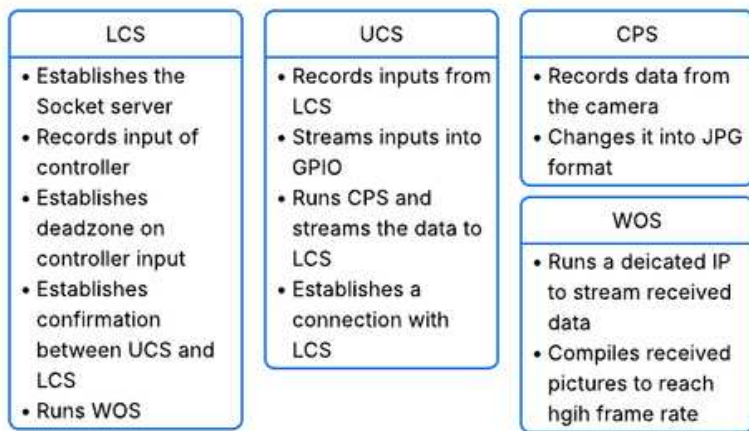 LCS
• Establishes the
Socket server
• Records input of
controller
• Establishes
deadzone on
controller input
• Establishes
confirmation
between UCS and
LCS
• Runs WOS
UCS
• Records inputs from
LCS
• Streams inputs into
GPIO
• Runs CPS and
streams the data to
LCS
• Establishes a
connection with
LCS
CPS
• Records data from
the camera
• Changes it into JPG
format
WOS
• Runs a deicated IP
to stream received
data
• Compiles received
pictures to reach
hgih frame rate